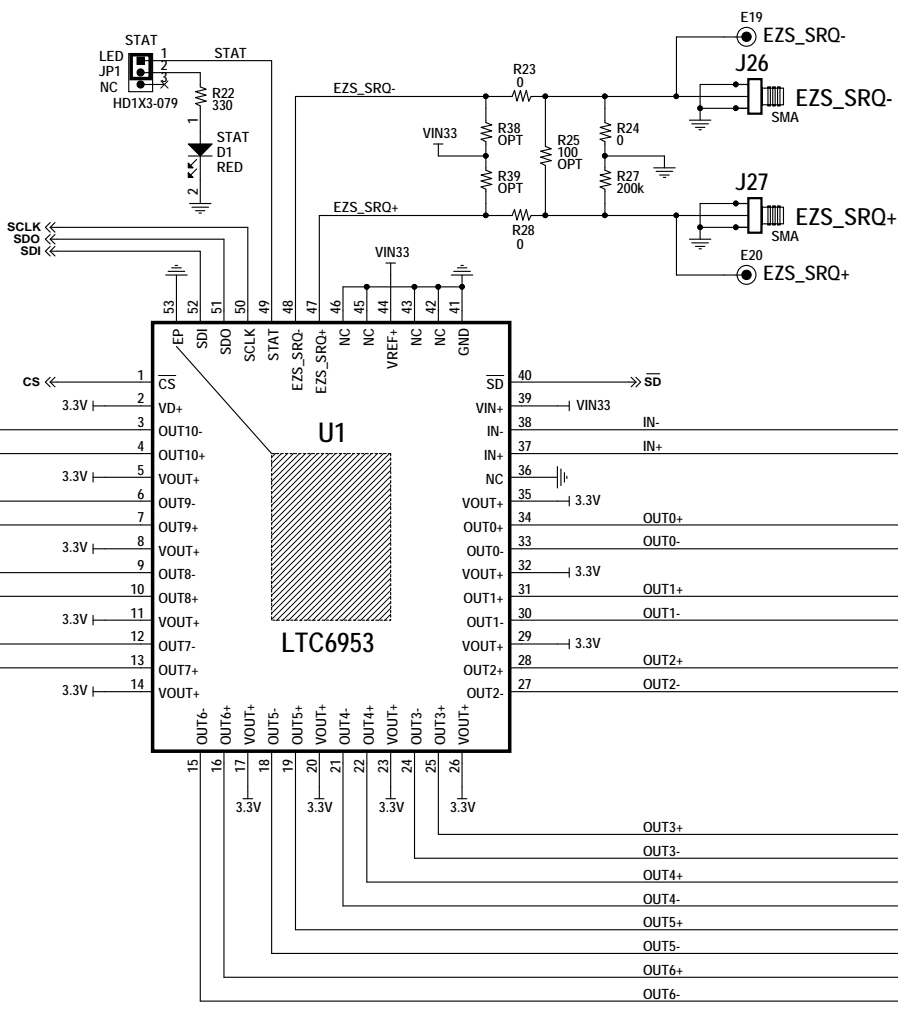 E19
EZS_SRQ-
STAT
LED
JP1
NC
1
2
3
HD1X3-079
STAT
R22
330
1
STAT
D1
RED
2
EZS_SRQ-
R23
0
J26
EZS_SRQ-
SMA
VIN33
R38
OPT
R25
100
OPT
R24
0
R39
OPT
R27
200k
EZS_SRQ+
R28
0
J27
EZS_SRQ+
SMA
E20
EZS_SRQ+
SCLK
SDO
SDI
VIN33
53
52
51
50
49
48
47
46
45
44
43
42
41
EP
SDI
SDO
SCLK
STAT
EZS_SRQ-
EZS_SRQ+
NC
NC
VREF+
NC
NC
GND
CS
1
CS
3.3V
2
VD+
3
OUT10-
4
OUT10+
3.3V
5
VOUT+
6
OUT9-
7
OUT9+
3.3V
8
VOUT+
9
OUT8-
10
OUT8+
3.3V
11
VOUT+
12
OUT7-
13
OUT7+
3.3V
14
VOUT+
U1
LTC6953
SD
40
SD
VIN+
39
VIN33
IN-
38
IN-
IN+
37
IN+
NC
36
VOUT+
35
3.3V
OUT0+
34
OUT0+
OUT0-
33
OUT0-
VOUT+
32
3.3V
OUT1+
31
OUT1+
OUT1-
30
OUT1-
VOUT+
29
3.3V
OUT2+
28
OUT2+
OUT2-
27
OUT2-
OUT6-
OUT6+
VOUT+
OUT5-
OUT5+
VOUT+
OUT4-
OUT4+
VOUT+
OUT3-
OUT3+
VOUT+
15
16
17
18
19
20
21
22
23
24
25
26
3.3V
3.3V
3.3V
3.3V
OUT3+
OUT3-
OUT4+
OUT4-
OUT5+
OUT5-
OUT6+
OUT6-